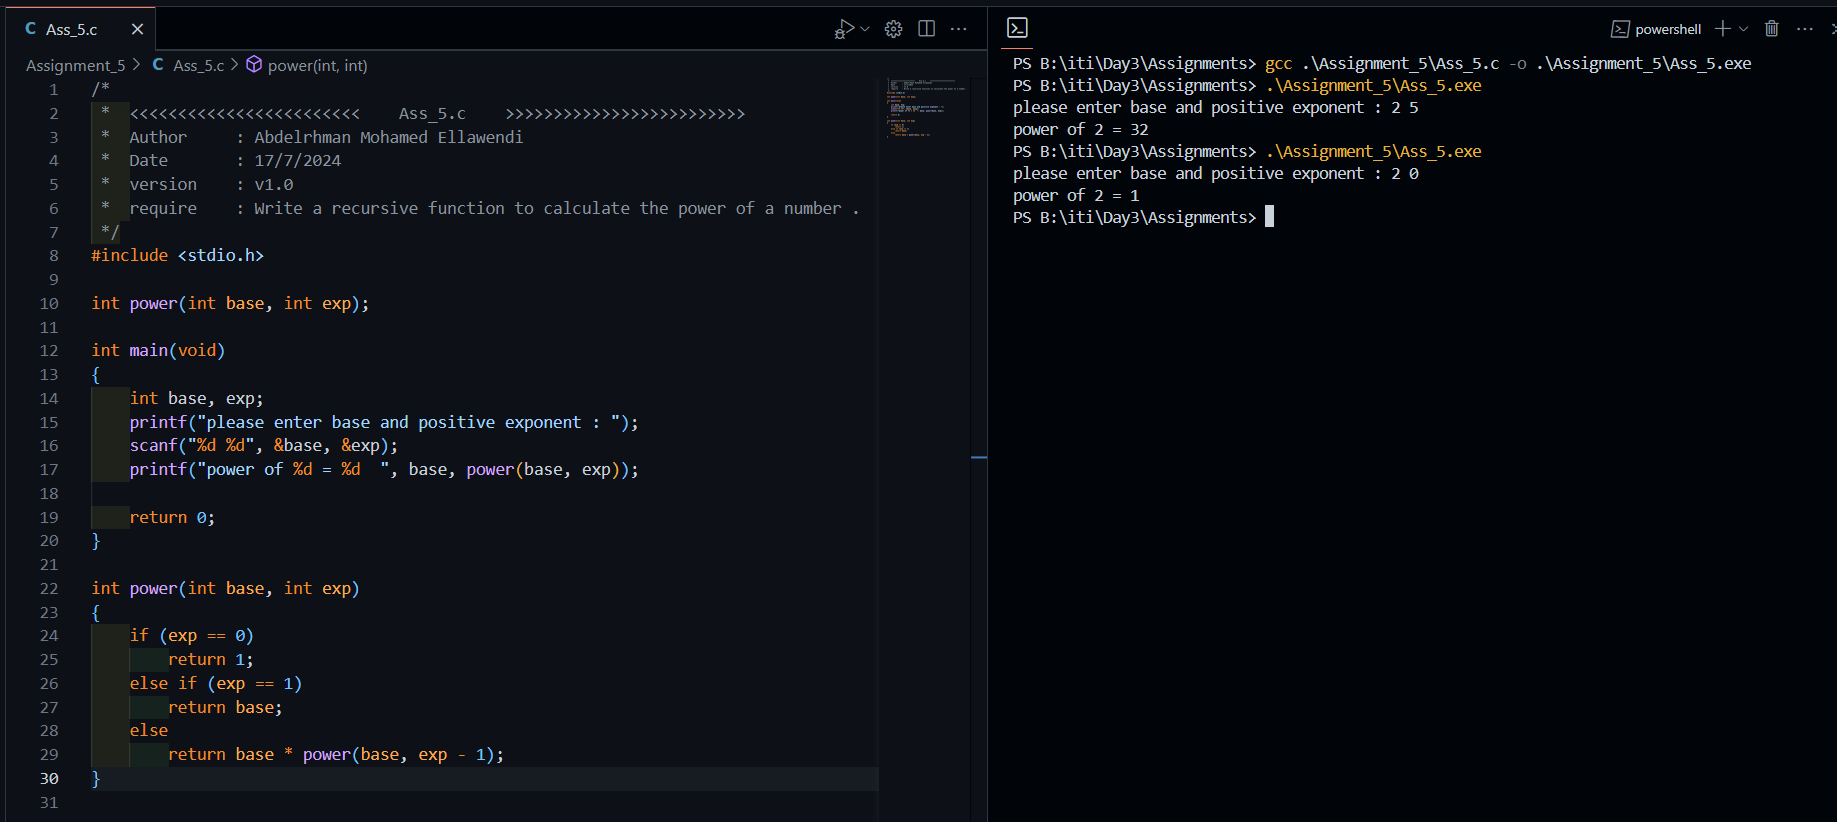 Ass_5.c
Assignment_5 > C Ass_5.c > power(int, int)
1 /*
2 * <<<<<<<<<<<<<<<<<<<<<<<< Ass_5.c >>>>>>>>>>>>>>>>>>>>>>>>>
3 * Author : Abdelrhman Mohamed Ellawendi
4 * Date : 17/7/2024
5 * version : v1.0
6 * require : Write a recursive function to calculate the power of a number .
7 */
8 #include <stdio.h>
9
10 int power(int base, int exp);
11
12 int main(void)
13 {
14 int base, exp;
15 printf("please enter base and positive exponent : ");
16 scanf("%d %d", &base, &exp);
17 printf("power of %d = %d  ", base, power(base, exp));
18
19 return 0;
20 }
21
22 int power(int base, int exp)
23 {
24 if (exp == 0)
25 return 1;
26 else if (exp == 1)
27 return base;
28 else
29 return base * power(base, exp - 1);
30 }
31
powershell
PS B:\iti\Day3\Assignments> gcc .\Assignment_5\Ass_5.c -o .\Assignment_5\Ass_5.exe
PS B:\iti\Day3\Assignments> .\Assignment_5\Ass_5.exe
please enter base and positive exponent : 2 5
power of 2 = 32
PS B:\iti\Day3\Assignments> .\Assignment_5\Ass_5.exe
please enter base and positive exponent : 2 0
power of 2 = 1
PS B:\iti\Day3\Assignments>